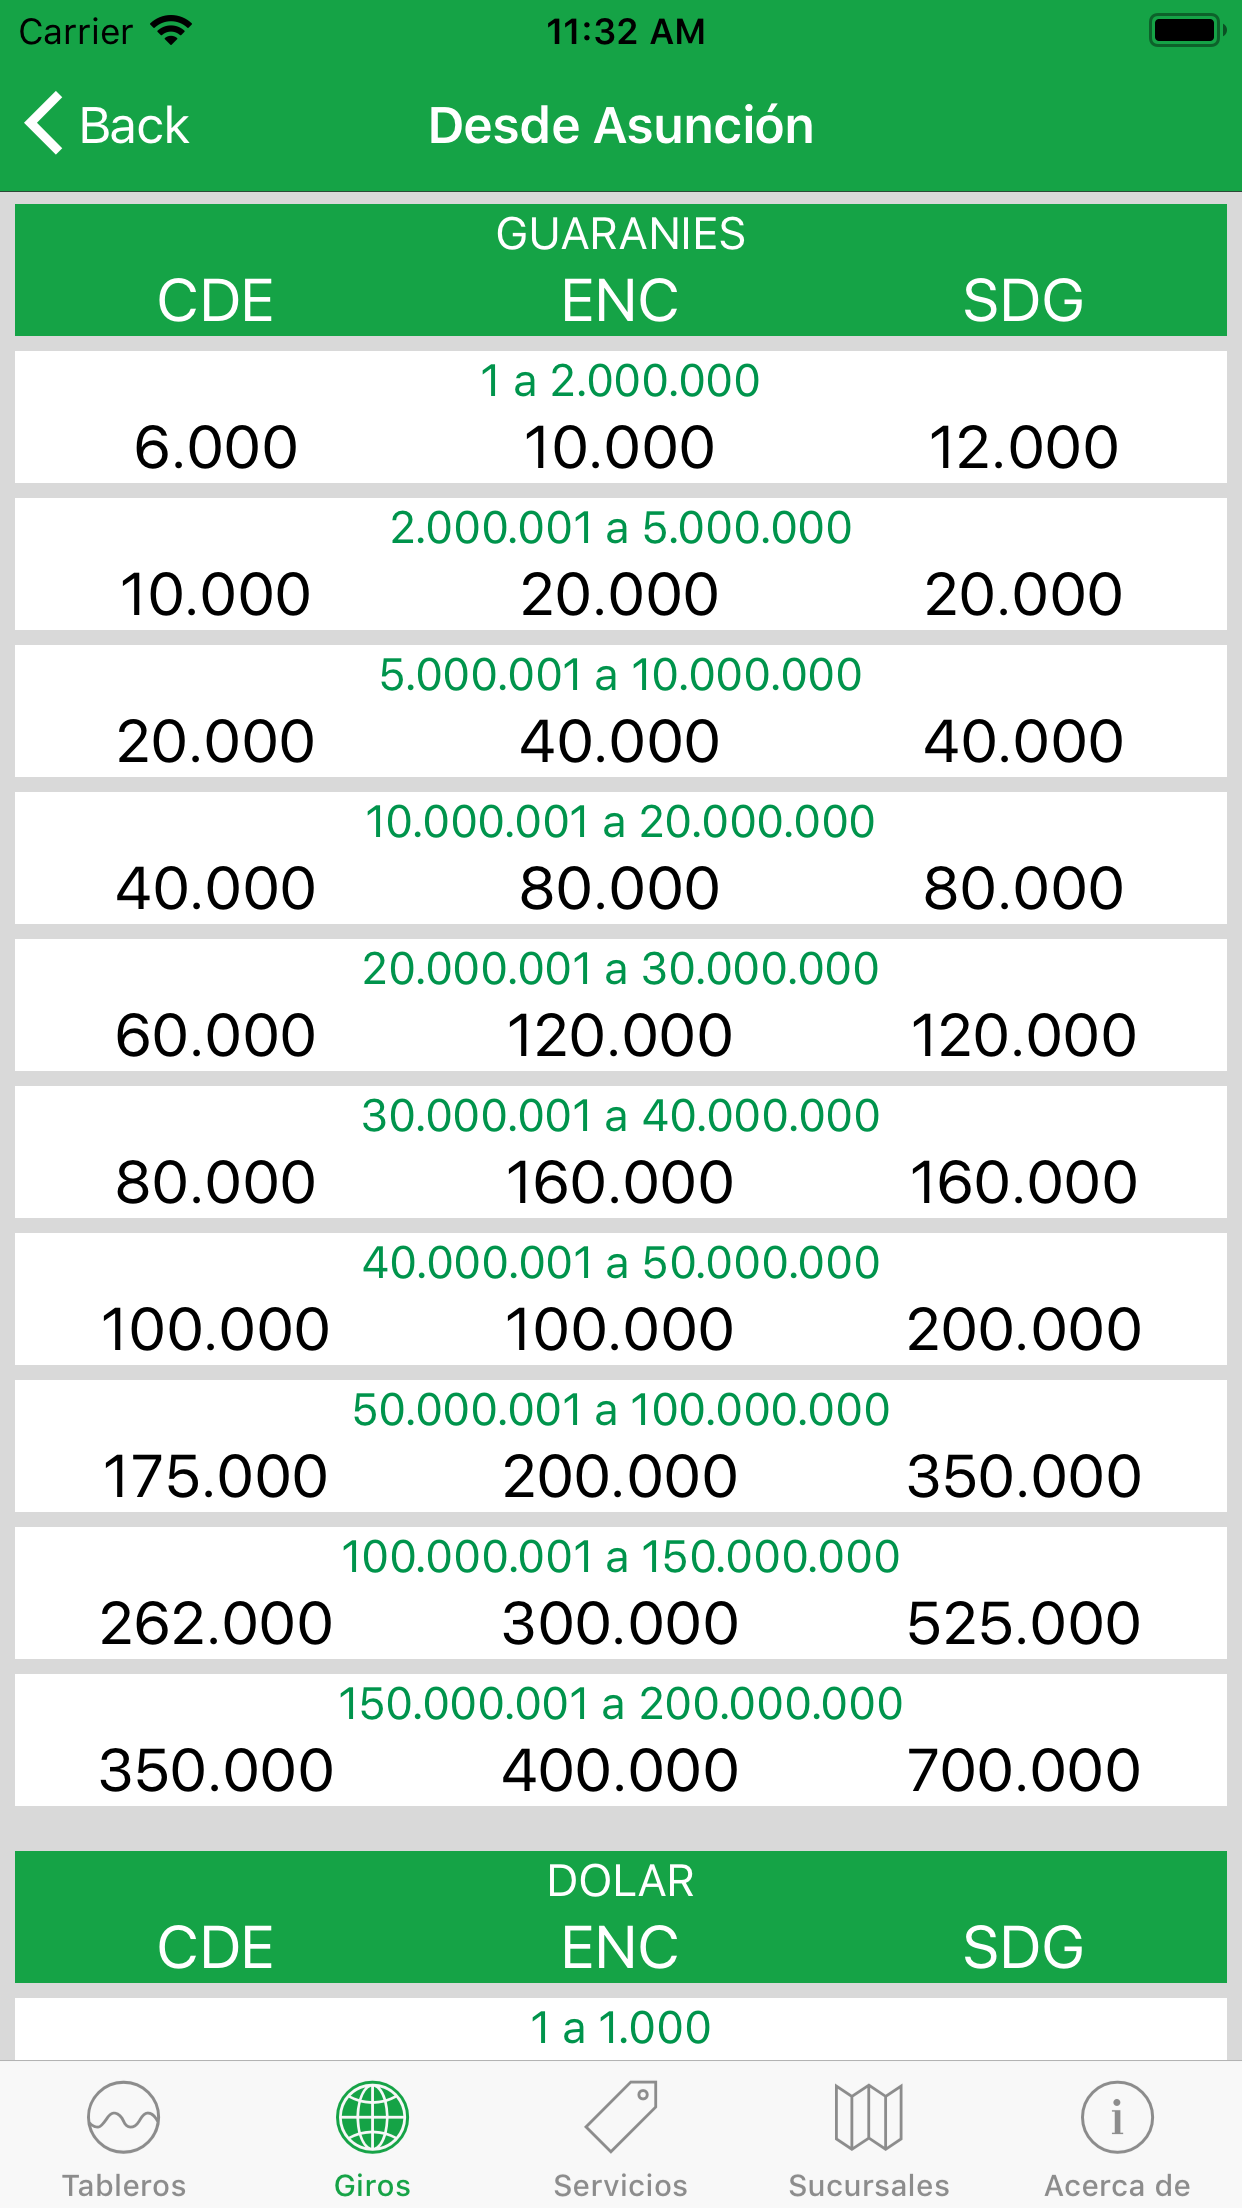 Carrier 11:32 AM
Back Desde Asunción
GUARANIES
CDE ENC SDG
1 a 2.000.000
6.000 10.000 12.000
2.000.001 a 5.000.000
10.000 20.000 20.000
5.000.001 a 10.000.000
20.000 40.000 40.000
10.000.001 a 20.000.000
40.000 80.000 80.000
20.000.001 a 30.000.000
60.000 120.000 120.000
30.000.001 a 40.000.000
80.000 160.000 160.000
40.000.001 a 50.000.000
100.000 100.000 200.000
50.000.001 a 100.000.000
175.000 200.000 350.000
100.000.001 a 150.000.000
262.000 300.000 525.000
150.000.001 a 200.000.000
350.000 400.000 700.000
DOLAR
CDE ENC SDG
1 a 1.000
Tableros Giros Servicios Sucursales Acerca de